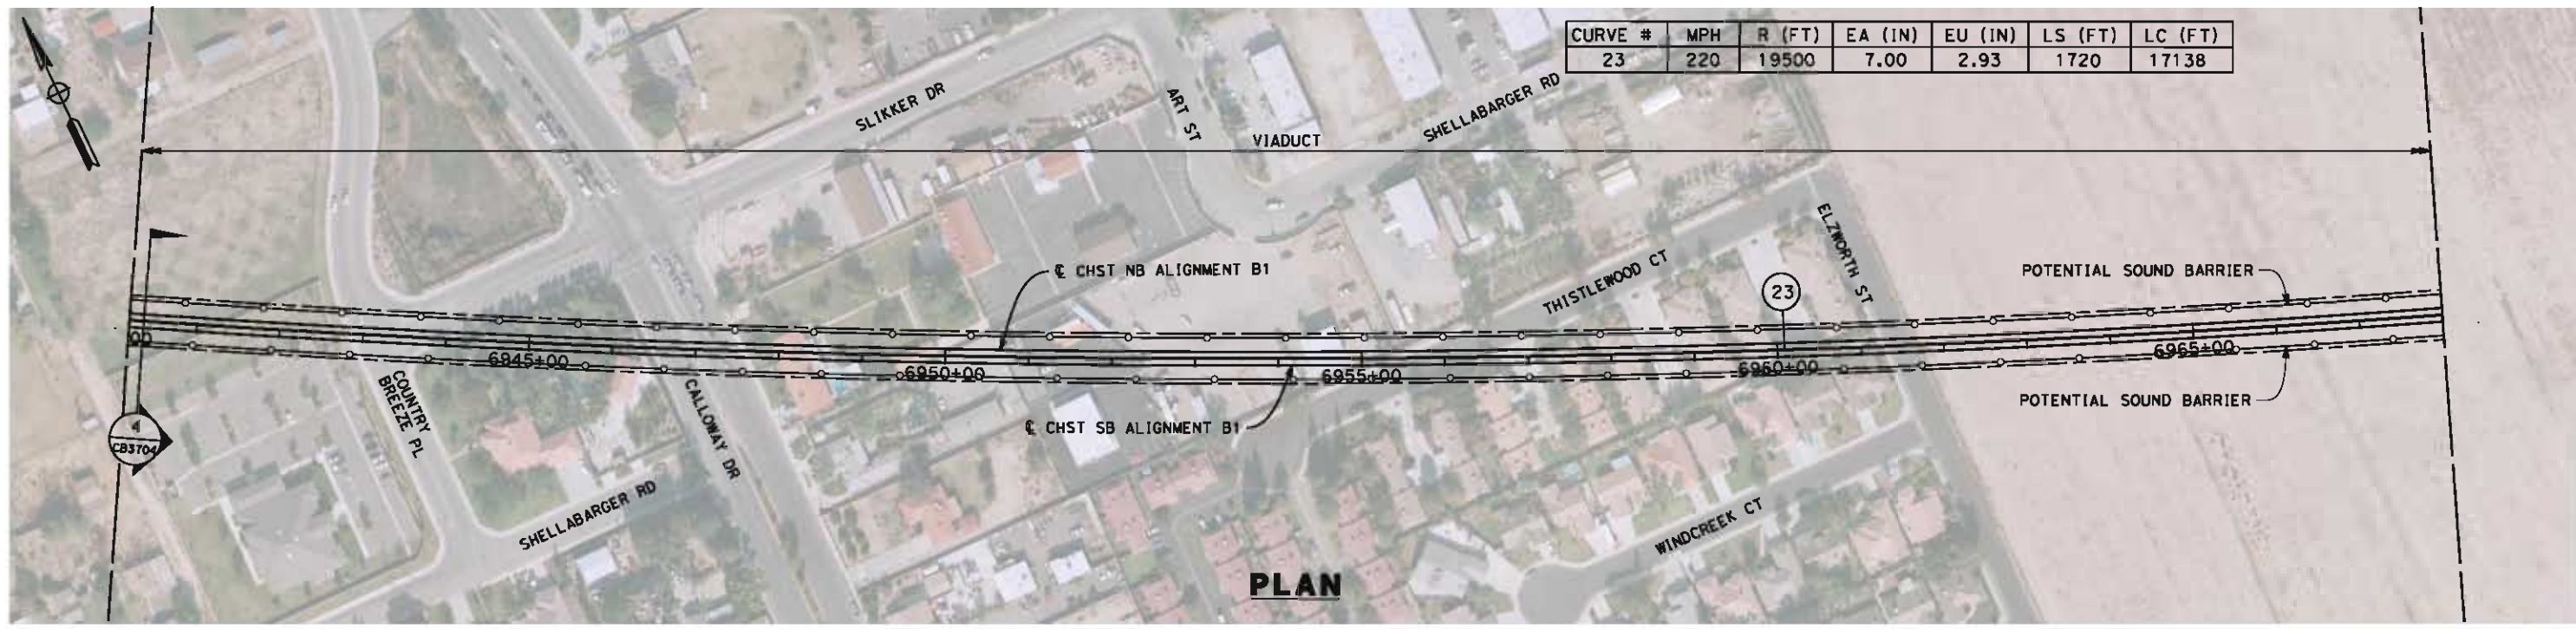 CURVE # MPH R (FT) EA (IN) EU (IN) LS (FT) LC (FT)
23 220 19500 7.00 2.93 1720 17138
SLIKKER DR
ART ST
SHELLABARGER RD
VIADUCT
ELZWORTH ST
THISTLEWOOD CT
℄ CHST NB ALIGNMENT B1
23
POTENTIAL SOUND BARRIER
00
6945+00
6950+00
6955+00
6960+00
6965+00
COUNTRY
BREEZE PL
CALLOWAY DR
℄ CHST SB ALIGNMENT B1
POTENTIAL SOUND BARRIER
4
CB3704
SHELLABARGER RD
WINDCREEK CT
PLAN